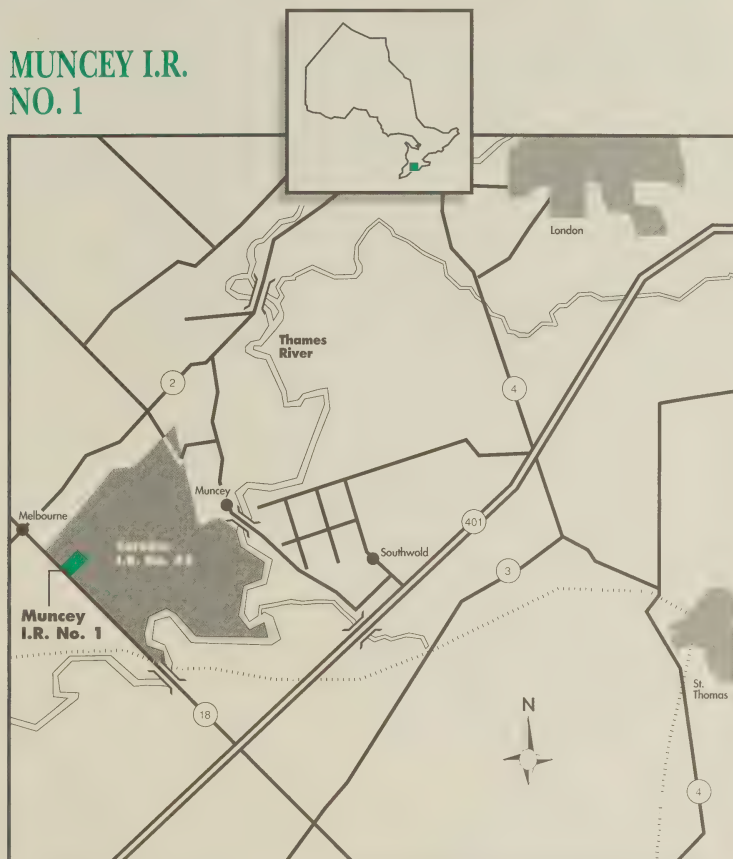 MUNCEY I.R.
NO. 1
London
Thames
River
2
4
Muncey
Melbourne
401
Southwold
3
I.R. No.
Muncey
I.R. No. 1
St.
Thomas
18
N
4